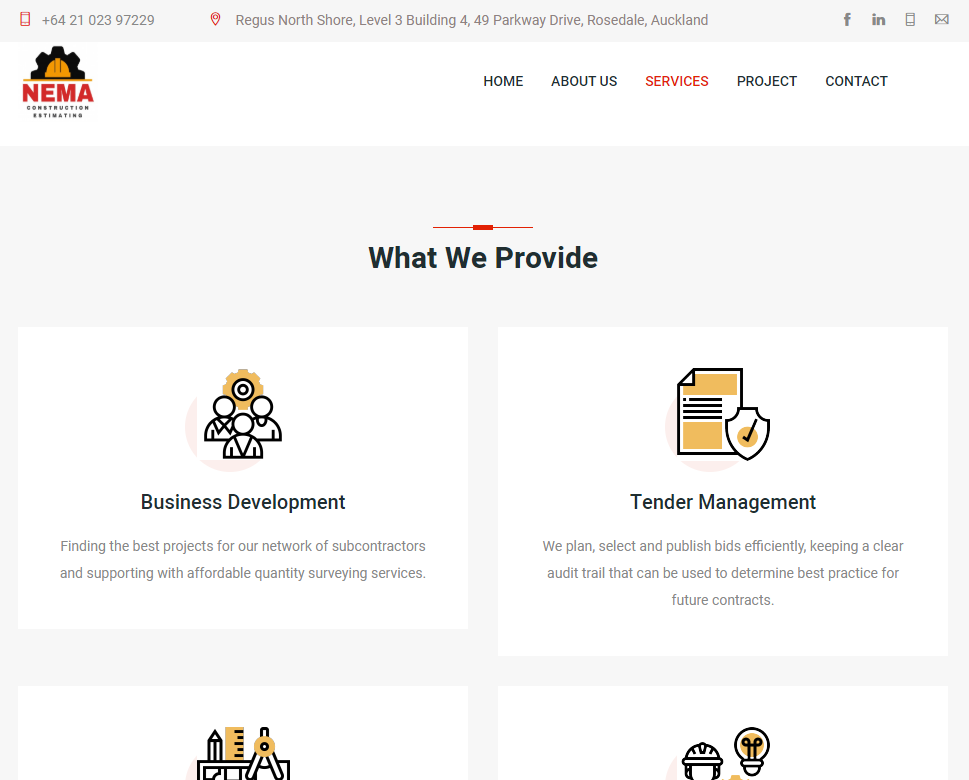 +64 21 023 97229
Regus North Shore, Level 3 Building 4, 49 Parkway Drive, Rosedale, Auckland
NEMA
CONSTRUCTION
ESTIMATING
HOME ABOUT US SERVICES PROJECT CONTACT
What We Provide
Business Development
Finding the best projects for our network of subcontractors
and supporting with affordable quantity surveying services.
Tender Management
We plan, select and publish bids efficiently, keeping a clear
audit trail that can be used to determine best practice for
future contracts.